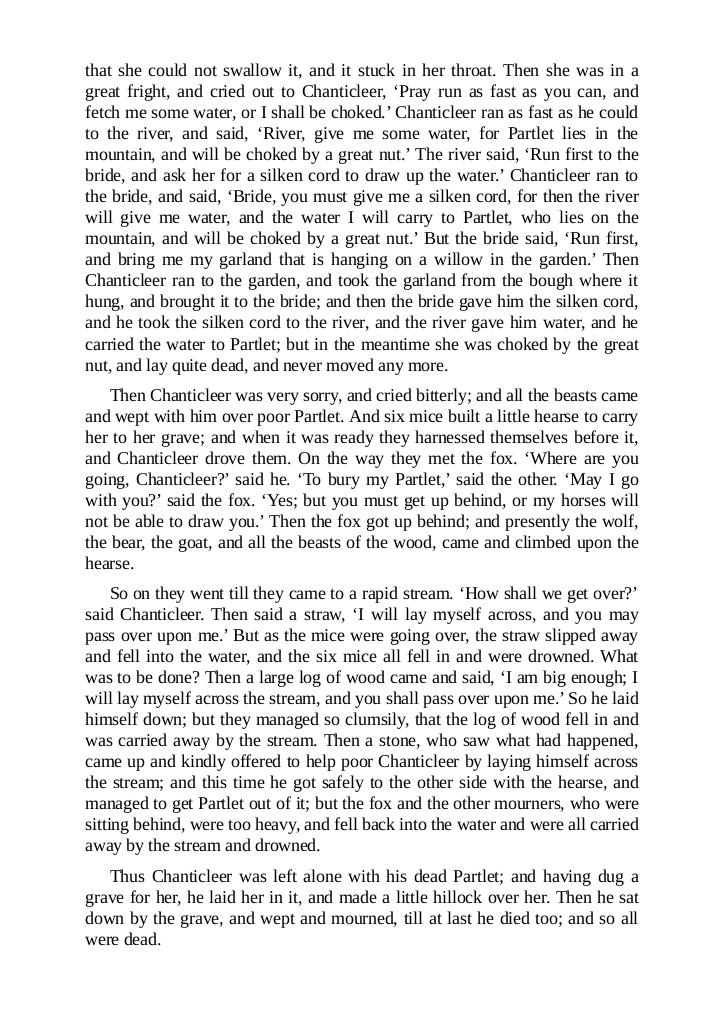 that she could not swallow it, and it stuck in her throat. Then she was in a
great fright, and cried out to Chanticleer, ‘Pray run as fast as you can, and
fetch me some water, or I shall be choked.’ Chanticleer ran as fast as he could
to the river, and said, ‘River, give me some water, for Partlet lies in the
mountain, and will be choked by a great nut.’ The river said, ‘Run first to the
bride, and ask her for a silken cord to draw up the water.’ Chanticleer ran to
the bride, and said, ‘Bride, you must give me a silken cord, for then the river
will give me water, and the water I will carry to Partlet, who lies on the
mountain, and will be choked by a great nut.’ But the bride said, ‘Run first,
and bring me my garland that is hanging on a willow in the garden.’ Then
Chanticleer ran to the garden, and took the garland from the bough where it
hung, and brought it to the bride; and then the bride gave him the silken cord,
and he took the silken cord to the river, and the river gave him water, and he
carried the water to Partlet; but in the meantime she was choked by the great
nut, and lay quite dead, and never moved any more.
Then Chanticleer was very sorry, and cried bitterly; and all the beasts came
and wept with him over poor Partlet. And six mice built a little hearse to carry
her to her grave; and when it was ready they harnessed themselves before it,
and Chanticleer drove them. On the way they met the fox. ‘Where are you
going, Chanticleer?’ said he. ‘To bury my Partlet,’ said the other. ‘May I go
with you?’ said the fox. ‘Yes; but you must get up behind, or my horses will
not be able to draw you.’ Then the fox got up behind; and presently the wolf,
the bear, the goat, and all the beasts of the wood, came and climbed upon the
hearse.
So on they went till they came to a rapid stream. ‘How shall we get over?’
said Chanticleer. Then said a straw, ‘I will lay myself across, and you may
pass over upon me.’ But as the mice were going over, the straw slipped away
and fell into the water, and the six mice all fell in and were drowned. What
was to be done? Then a large log of wood came and said, ‘I am big enough; I
will lay myself across the stream, and you shall pass over upon me.’ So he laid
himself down; but they managed so clumsily, that the log of wood fell in and
was carried away by the stream. Then a stone, who saw what had happened,
came up and kindly offered to help poor Chanticleer by laying himself across
the stream; and this time he got safely to the other side with the hearse, and
managed to get Partlet out of it; but the fox and the other mourners, who were
sitting behind, were too heavy, and fell back into the water and were all carried
away by the stream and drowned.
Thus Chanticleer was left alone with his dead Partlet; and having dug a
grave for her, he laid her in it, and made a little hillock over her. Then he sat
down by the grave, and wept and mourned, till at last he died too; and so all
were dead.